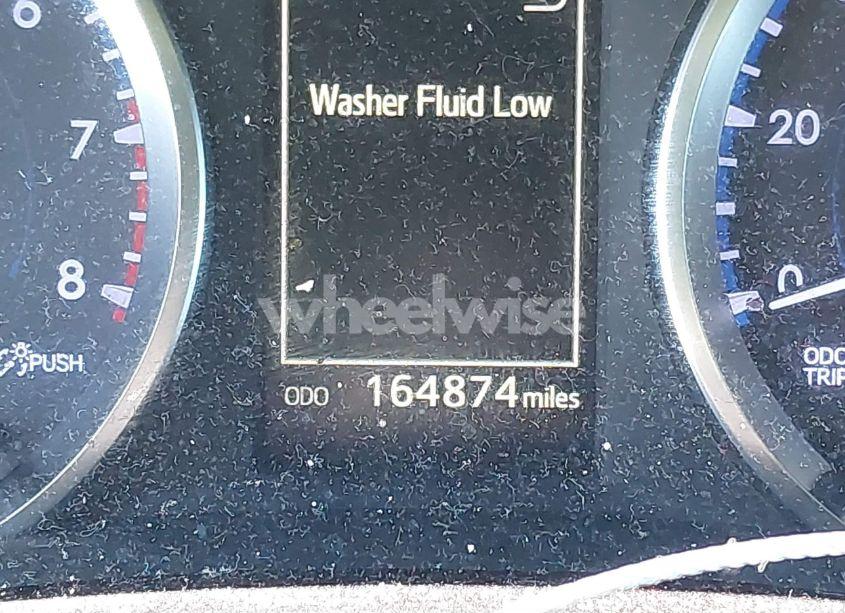 6
Washer Fluid Low
7
20
8
0
wheelwise
PUSH
ODO 164874 miles
ODO
TRIP